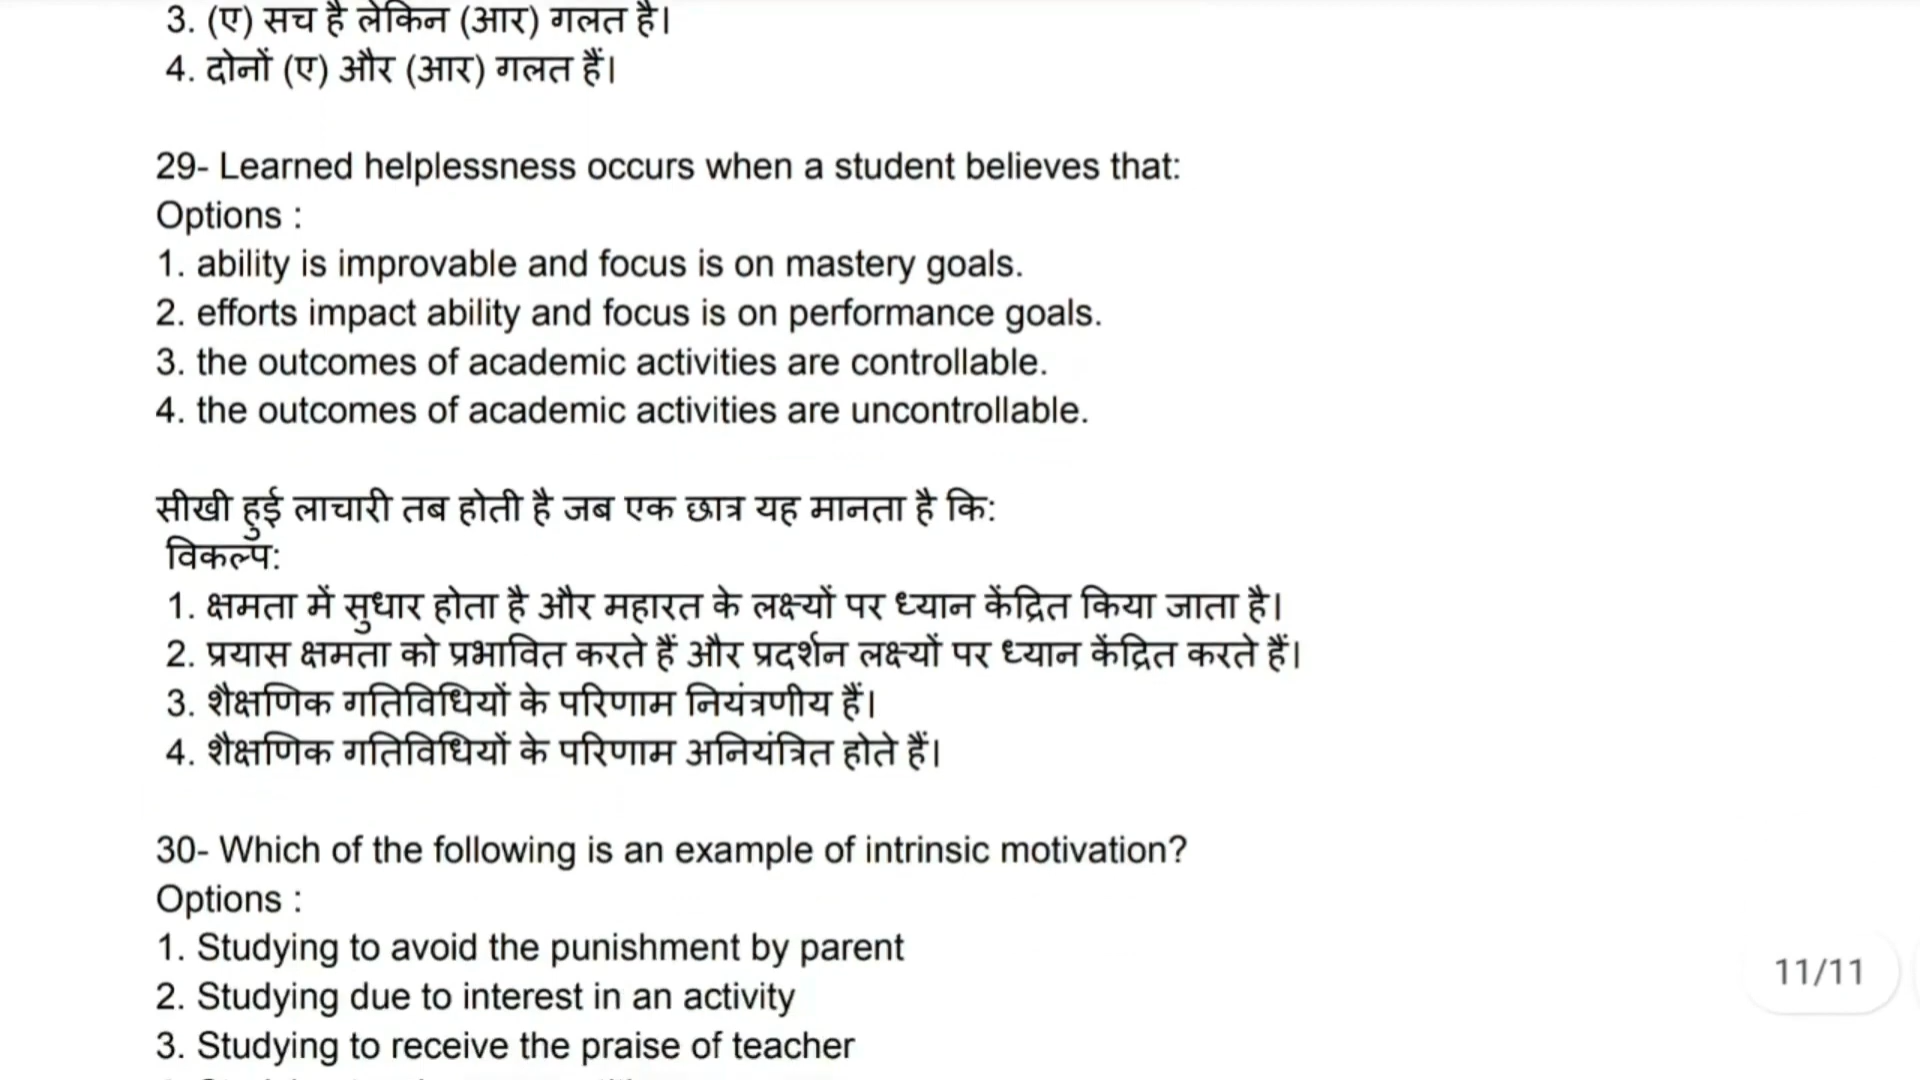 3. (ए) सच है लेकिन (आर) गलत है।
4. दोनों (ए) और (आर) गलत हैं।
29- Learned helplessness occurs when a student believes that:
Options :
1. ability is improvable and focus is on mastery goals.
2. efforts impact ability and focus is on performance goals.
3. the outcomes of academic activities are controllable.
4. the outcomes of academic activities are uncontrollable.
सीखी हुई लाचारी तब होती है जब एक छात्र यह मानता है कि:
विकल्प:
1. क्षमता में सुधार होता है और महारत के लक्ष्यों पर ध्यान केंद्रित किया जाता है।
2. प्रयास क्षमता को प्रभावित करते हैं और प्रदर्शन लक्ष्यों पर ध्यान केंद्रित करते हैं।
3. शैक्षणिक गतिविधियों के परिणाम नियंत्रणीय हैं।
4. शैक्षणिक गतिविधियों के परिणाम अनियंत्रित होते हैं।
30- Which of the following is an example of intrinsic motivation?
Options :
1. Studying to avoid the punishment by parent
2. Studying due to interest in an activity
11/11
3. Studying to receive the praise of teacher